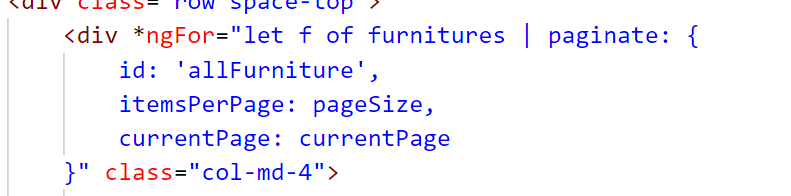 <div class="row space-top">
<div *ngFor="let f of furnitures | paginate: {
id: 'allFurniture',
itemsPerPage: pageSize,
currentPage: currentPage
}" class="col-md-4">